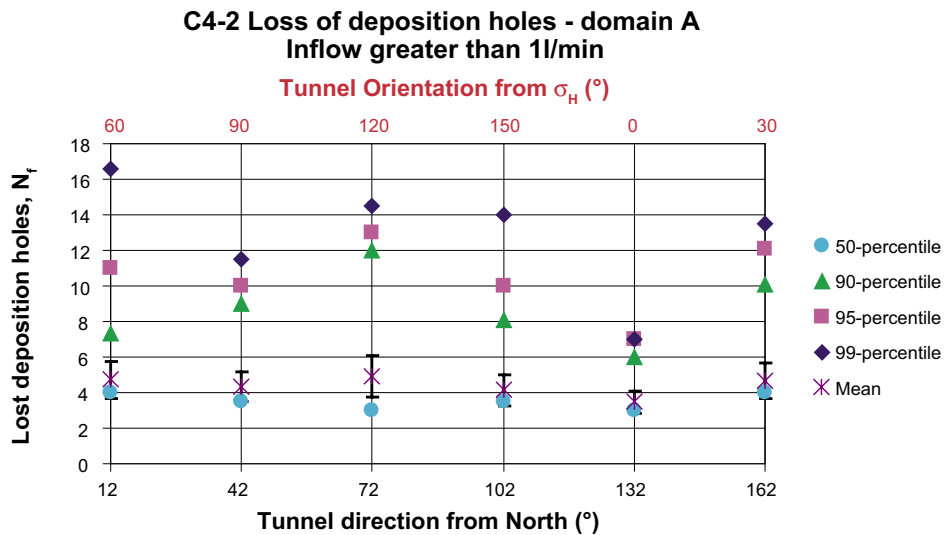 C4-2 Loss of deposition holes - domain A
Inflow greater than 1l/min
Tunnel Orientation from σH (°)
60 90 120 150 0 30
Lost deposition holes, Nf
18
16
14
12
10
8
6
4
2
0
12 42 72 102 132 162
Tunnel direction from North (°)
50-percentile
90-percentile
95-percentile
99-percentile
Mean